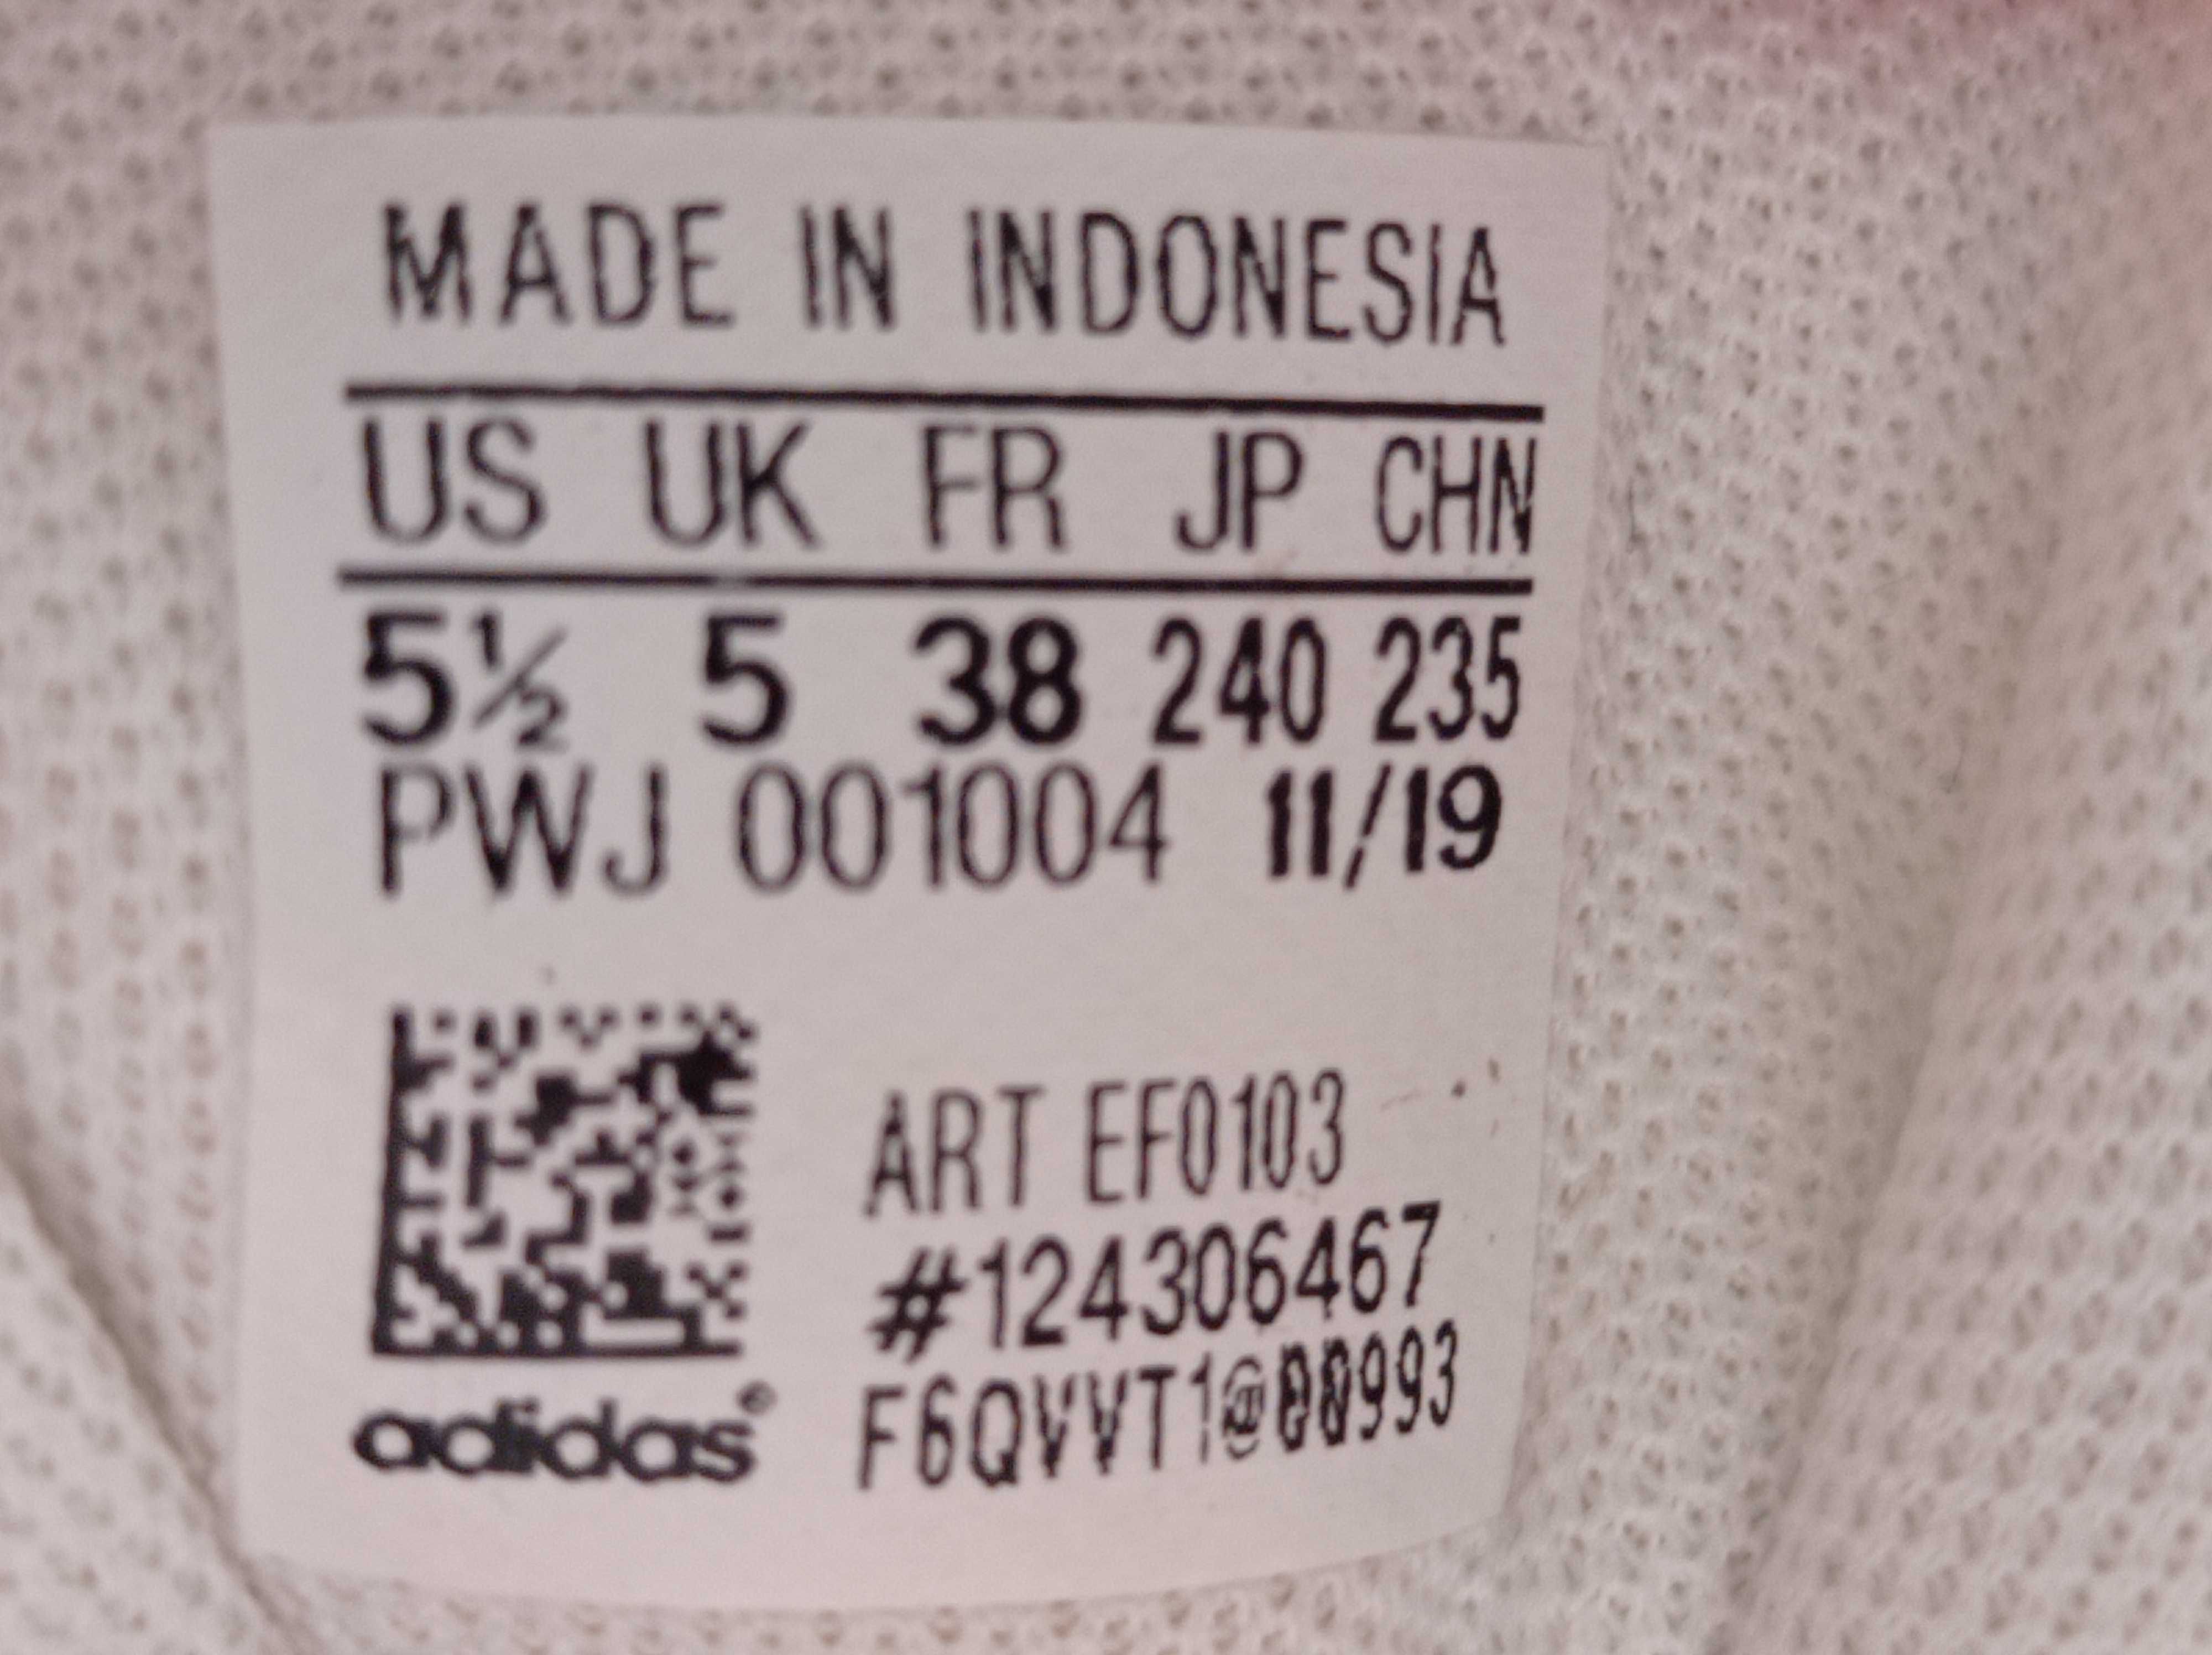 MADE IN INDONESIA
US UK FR JP CHN
5½ 5 38 240 235
PWJ 001004 11/19
ART EF0103
#124306467
adidas®